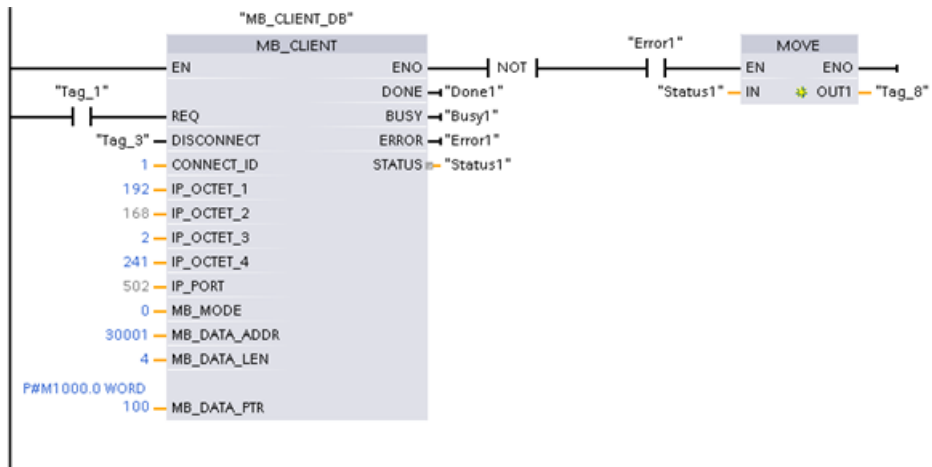 "MB_CLIENT_DB"
MB_CLIENT
"Error1"
MOVE
EN ENO NOT EN ENO
"Tag_1" DONE "Done1" "Status1" IN OUT1 "Tag_8"
REQ BUSY "Busy1"
"Tag_3" DISCONNECT ERROR "Error1"
1 CONNECT_ID STATUS "Status1"
192 IP_OCTET_1
168 IP_OCTET_2
2 IP_OCTET_3
241 IP_OCTET_4
502 IP_PORT
0 MB_MODE
30001 MB_DATA_ADDR
4 MB_DATA_LEN
P#M1000.0 WORD
100 MB_DATA_PTR